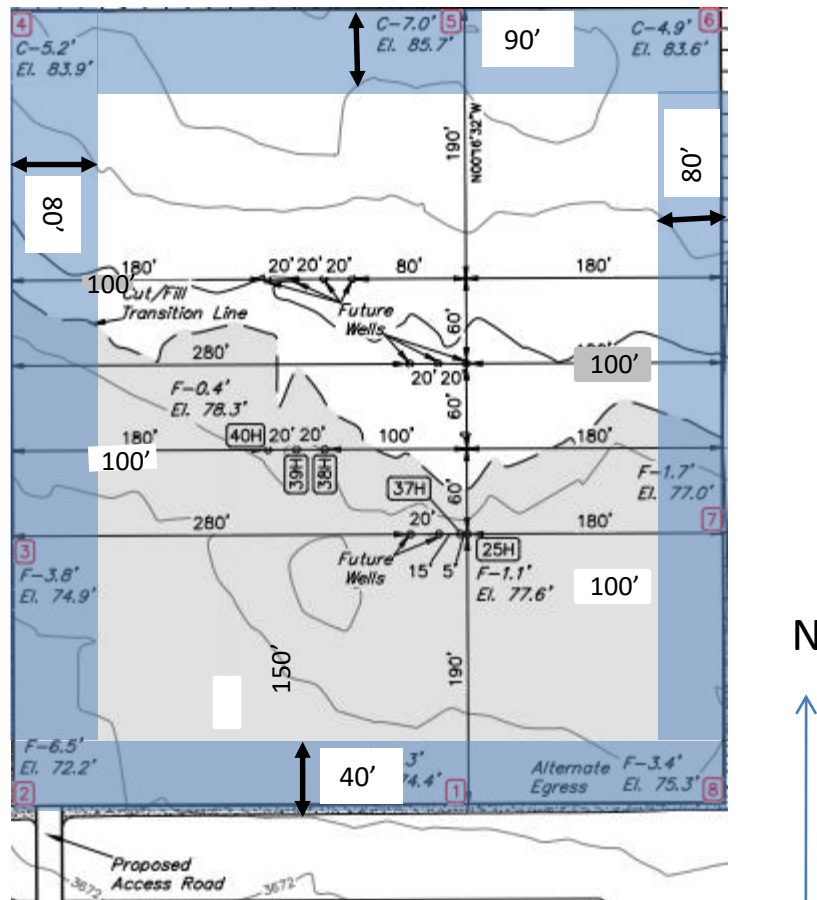 4
C-5.2'
El. 83.9'
C-7.0'
El. 85.7'
5
90'
C-4.9'
El. 83.6'
6
190'
N00°16'32"W
80'
80'
180'
20' 20' 20'
80'
180'
100'
Cut/Fill
Transition Line
Future
Wells
60'
280'
20' 20'
100'
F-0.4'
El. 78.3'
60'
180'
40H
20' 20'
100'
180'
100'
39H
38H
37H
60'
F-1.7'
El. 77.0'
280'
20'
180'
7
3
F-3.8'
El. 74.9'
Future
Wells
15'
5'
25H
F-1.1'
El. 77.6'
100'
150'
190'
N
F-6.5'
El. 72.2'
2
40'
3'
74.4'
1
Alternate
Egress
F-3.4'
El. 75.3'
8
Proposed
Access Road
3672
3672